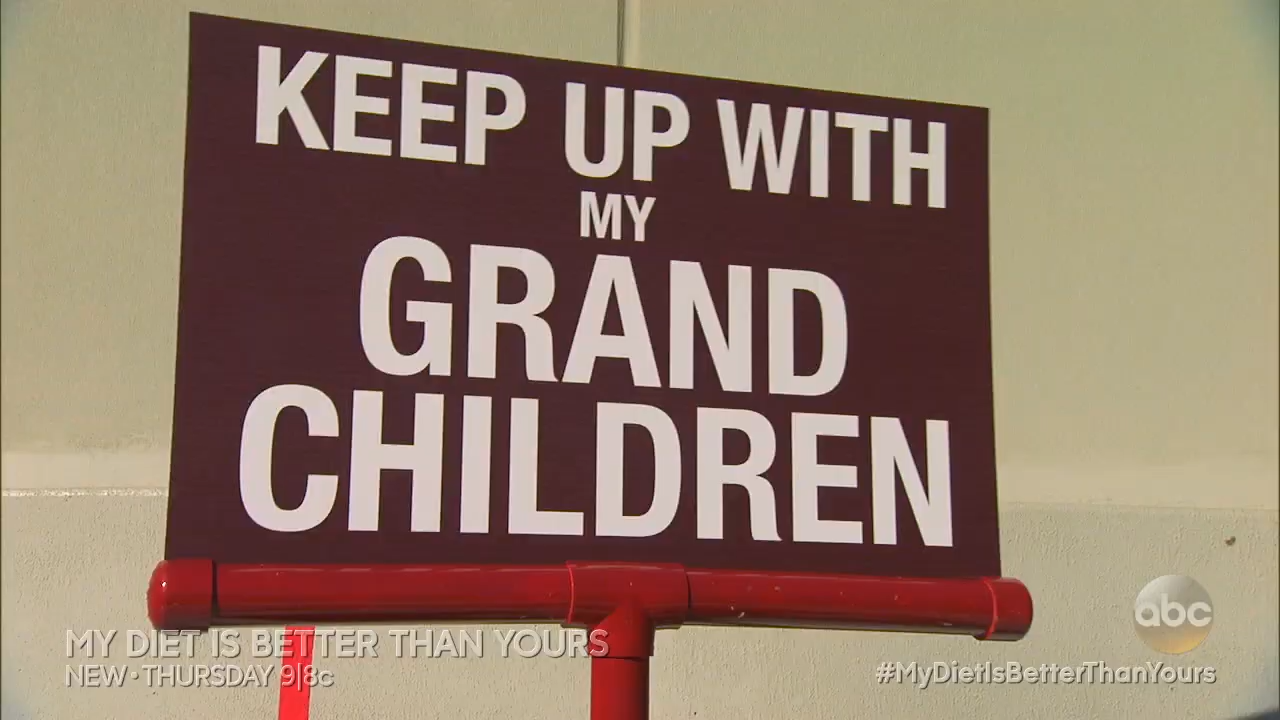 KEEP UP WITH
MY
GRAND
CHILDREN
MY DIET IS BETTER THAN YOURS
NEW • THURSDAY 9|8c
abc
#MyDietIsBetterThanYours